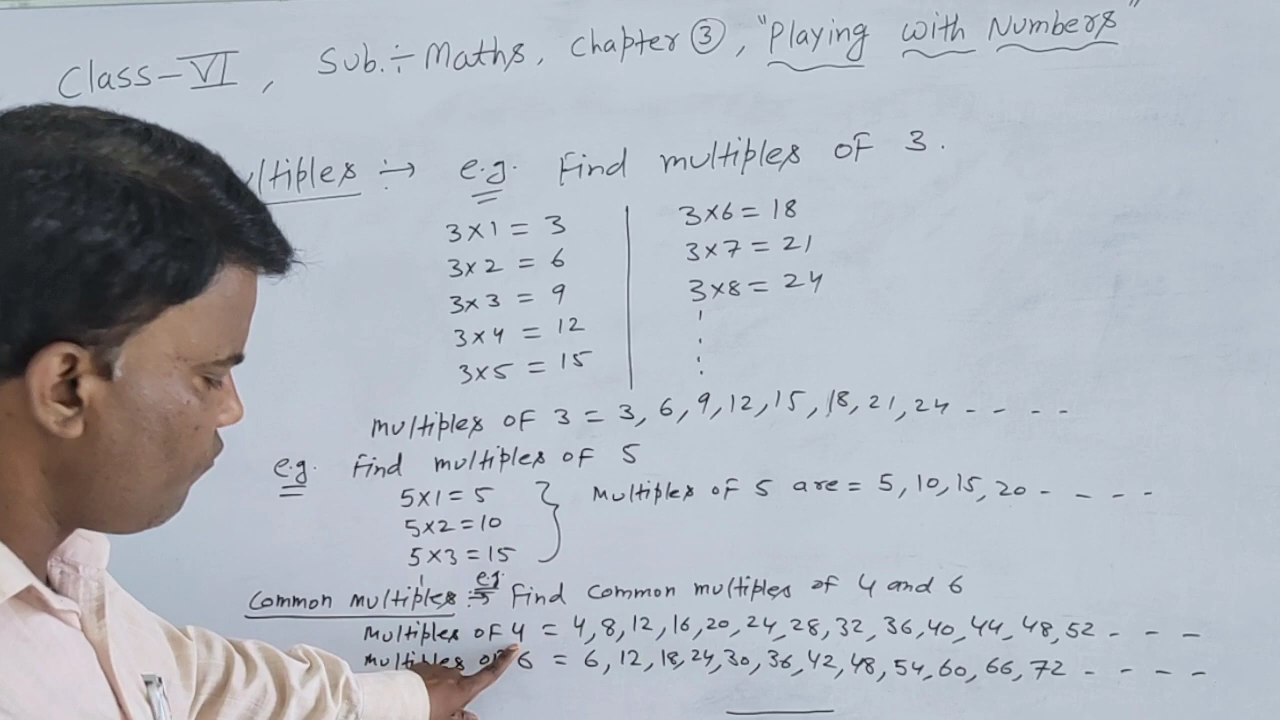 Class-VI, Sub.÷ Maths, Chapter ③, "Playing with Numbers"
ltiples :→ e.g. Find multiples of 3.
3×1 = 3
3×2 = 6
3×3 = 9
3×4 = 12
3×5 = 15
3×6 = 18
3×7 = 21
3×8 = 24
multiples of 3 = 3, 6, 9, 12, 15, 18, 21, 24 - - - -
e.g. Find multiples of 5
5×1 = 5
5×2 = 10
5×3 = 15
Multiples of 5 are = 5, 10, 15, 20 - - - -
Common multiples :→ e.g. Find Common multiples of 4 and 6
Multiples of 4 = 4, 8, 12, 16, 20, 24, 28, 32, 36, 40, 44, 48, 52 - - -
multiples of 6 = 6, 12, 18, 24, 30, 36, 42, 48, 54, 60, 66, 72 - - - -